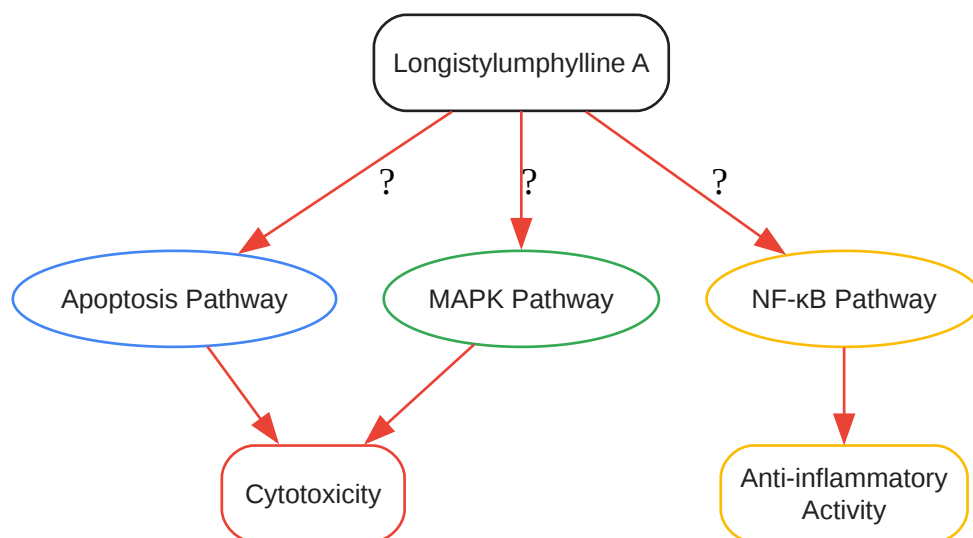 Longistylumphylline A
? ? ?
Apoptosis Pathway
MAPK Pathway
NF-κB Pathway
Cytotoxicity
Anti-inflammatory
Activity